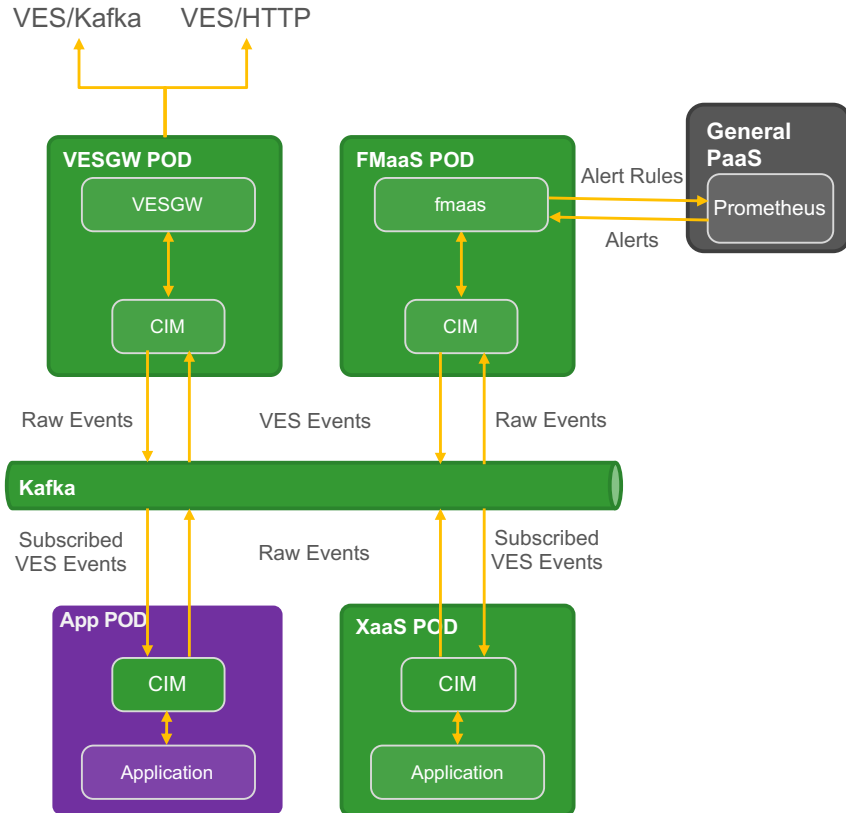 VES/Kafka
VES/HTTP
VESGW POD
VESGW
CIM
FMaaS POD
fmaas
CIM
Alert Rules
Alerts
General
PaaS
Prometheus
Raw Events
VES Events
Raw Events
Kafka
Subscribed
VES Events
Raw Events
Subscribed
VES Events
App POD
CIM
Application
XaaS POD
CIM
Application